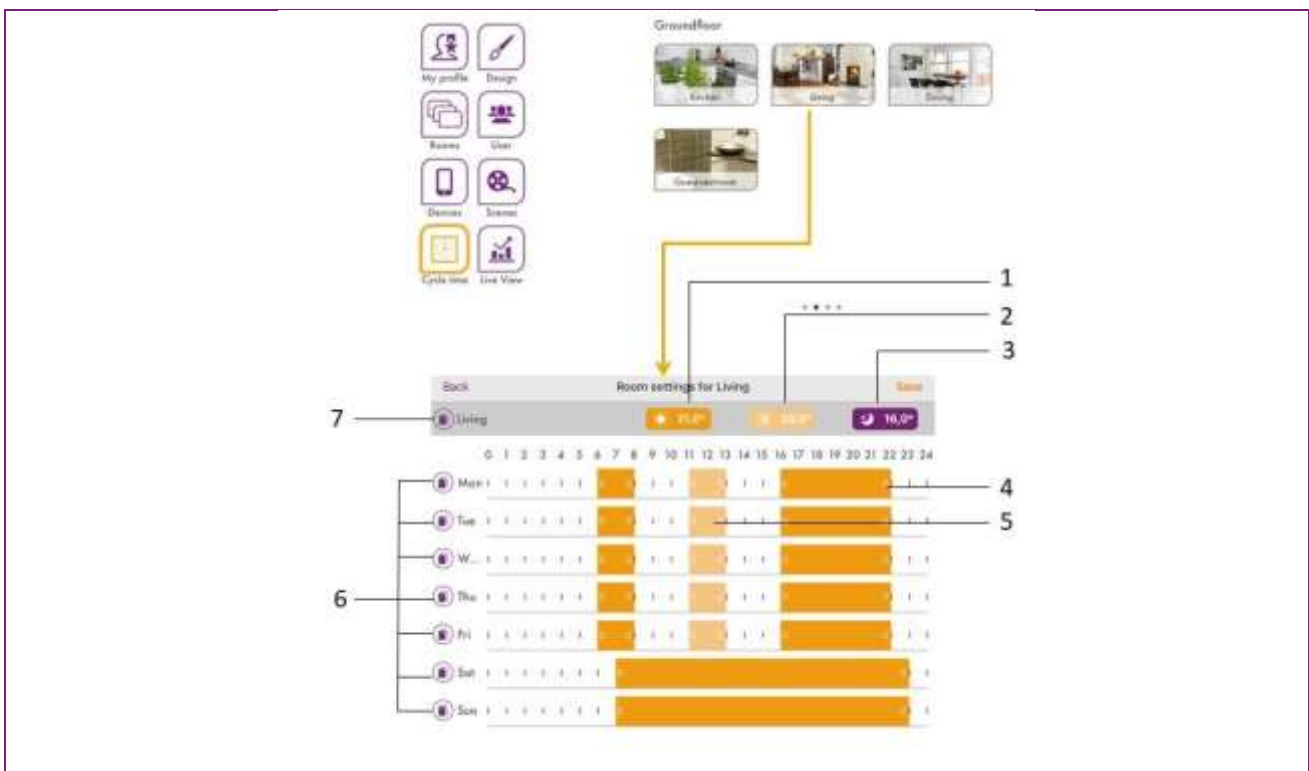 Groundfloor
My profile Design
Kitchen Living Dining
Rooms User
Devices Scenes
Cycle time Live View
1
2
3
Back Room settings for Living Save
7 Living 21,0° 16,0°
0 1 2 3 4 5 6 7 8 9 10 11 12 13 14 15 16 17 18 19 20 21 22 23 24
Mon 4
Tue 5
W...
6 Thu
Fri
Sat
Sun